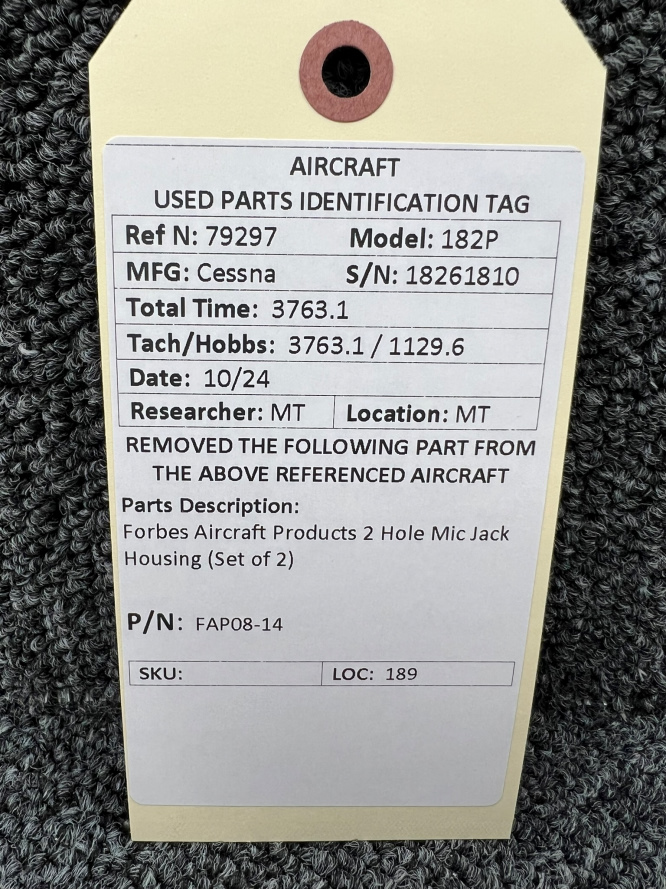 AIRCRAFT
USED PARTS IDENTIFICATION TAG
Ref N: 79297 Model: 182P
MFG: Cessna S/N: 18261810
Total Time: 3763.1
Tach/Hobbs: 3763.1 / 1129.6
Date: 10/24
Researcher: MT Location: MT
REMOVED THE FOLLOWING PART FROM
THE ABOVE REFERENCED AIRCRAFT
Parts Description:
Forbes Aircraft Products 2 Hole Mic Jack
Housing (Set of 2)
P/N: FAP08-14
SKU: LOC: 189